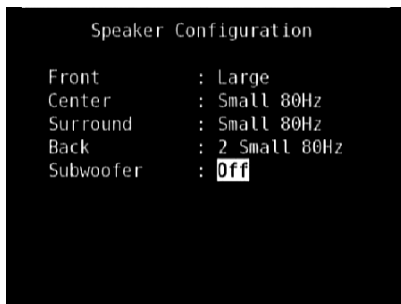 Speaker Configuration
Front : Large
Center : Small 80Hz
Surround : Small 80Hz
Back : 2 Small 80Hz
Subwoofer : Off